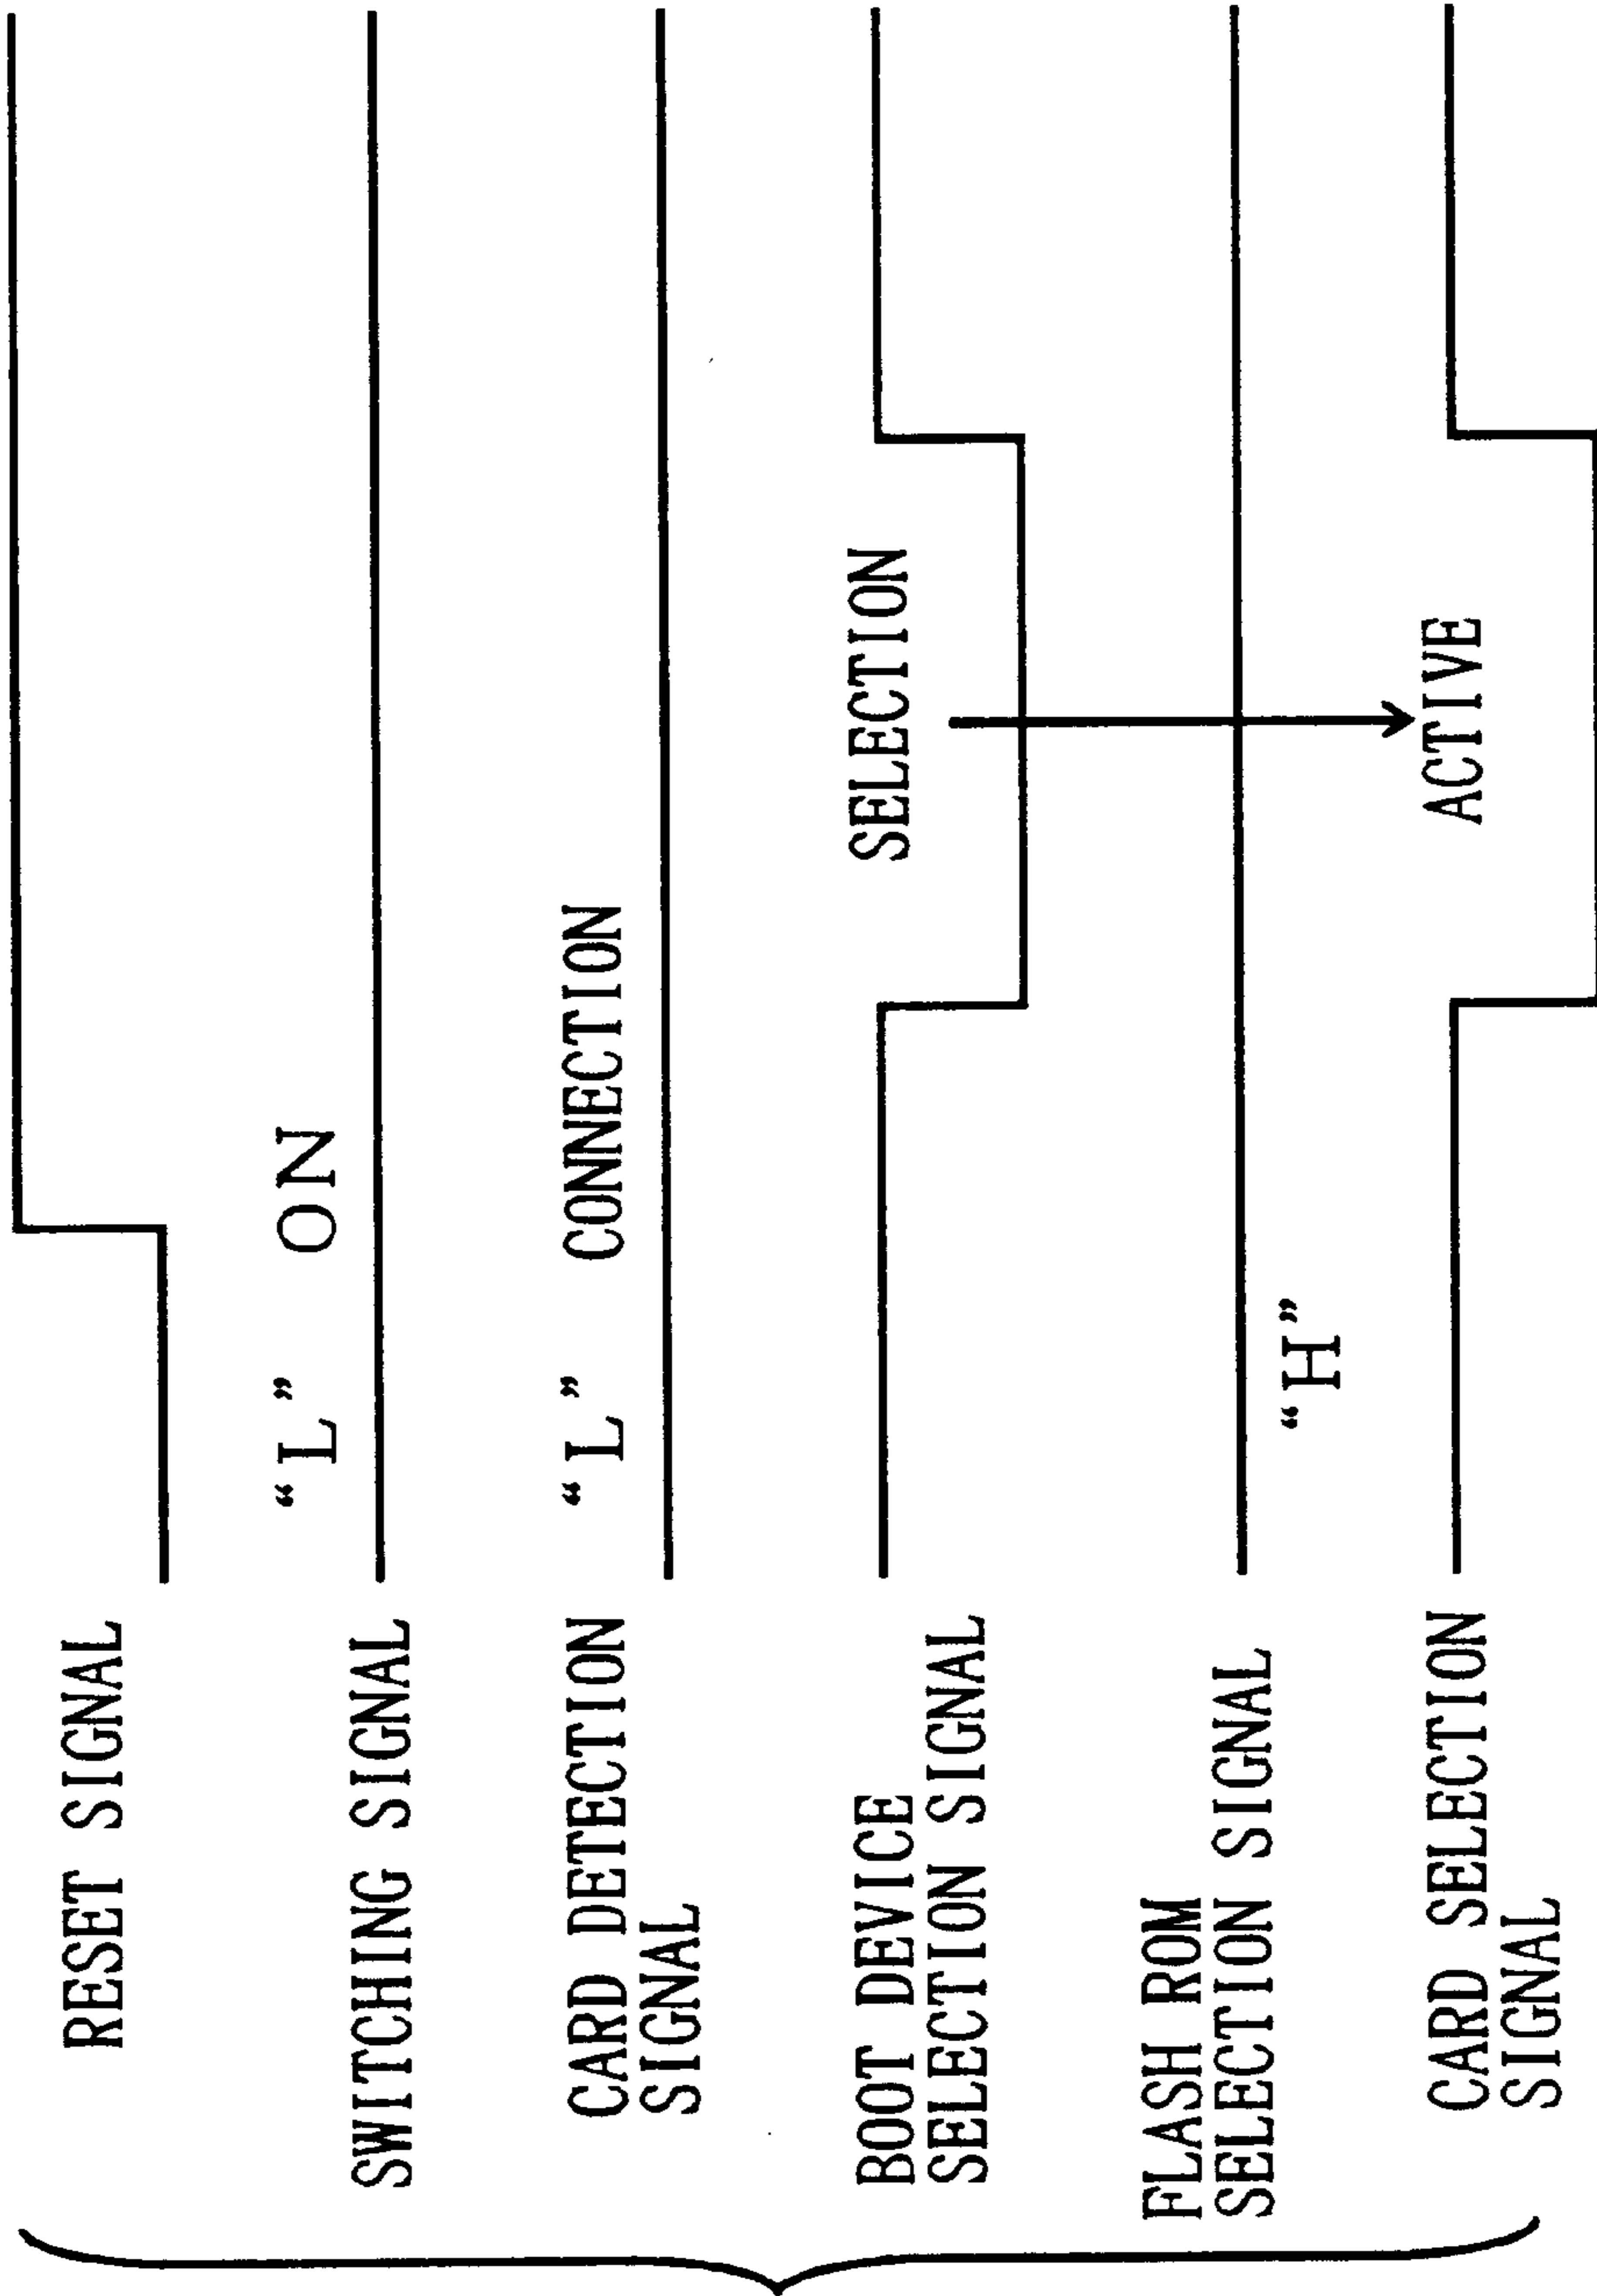 RESET SIGNAL
SWITCHING SIGNAL
“L” ON
CARD DETECTION
SIGNAL
“L” CONNECTION
BOOT DEVICE
SELECTION SIGNAL
SELECTION
FLASH ROM
SELECTION SIGNAL
“H”
CARD SELECTION
SIGNAL
ACTIVE